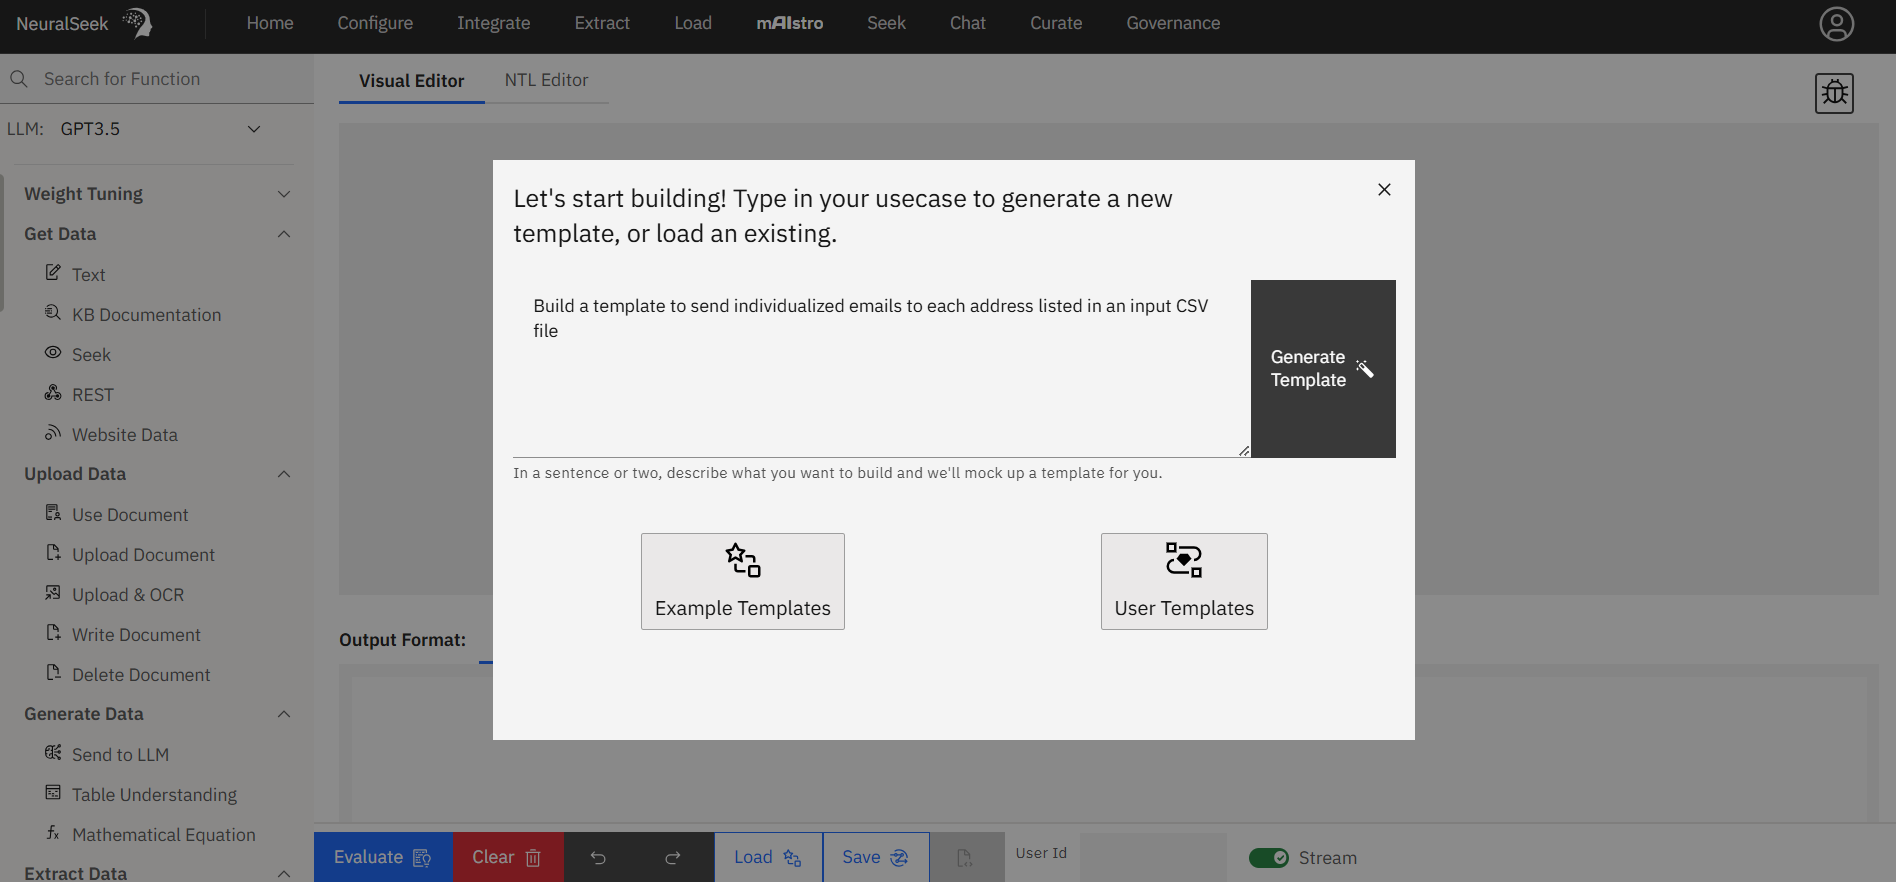 NeuralSeek
Home
Configure
Integrate
Extract
Load
mAIstro
Seek
Chat
Curate
Governance
Search for Function
LLM: GPT3.5
Weight Tuning
Get Data
Text
KB Documentation
Seek
REST
Website Data
Upload Data
Use Document
Upload Document
Upload & OCR
Write Document
Delete Document
Generate Data
Send to LLM
Table Understanding
Mathematical Equation
Extract Data
Visual Editor
NTL Editor
Let's start building! Type in your usecase to generate a new
template, or load an existing.
Build a template to send individualized emails to each address listed in an input CSV
file
Generate
Template
In a sentence or two, describe what you want to build and we'll mock up a template for you.
Example Templates
User Templates
Output Format:
Evaluate
Clear
Load
Save
User Id
Stream